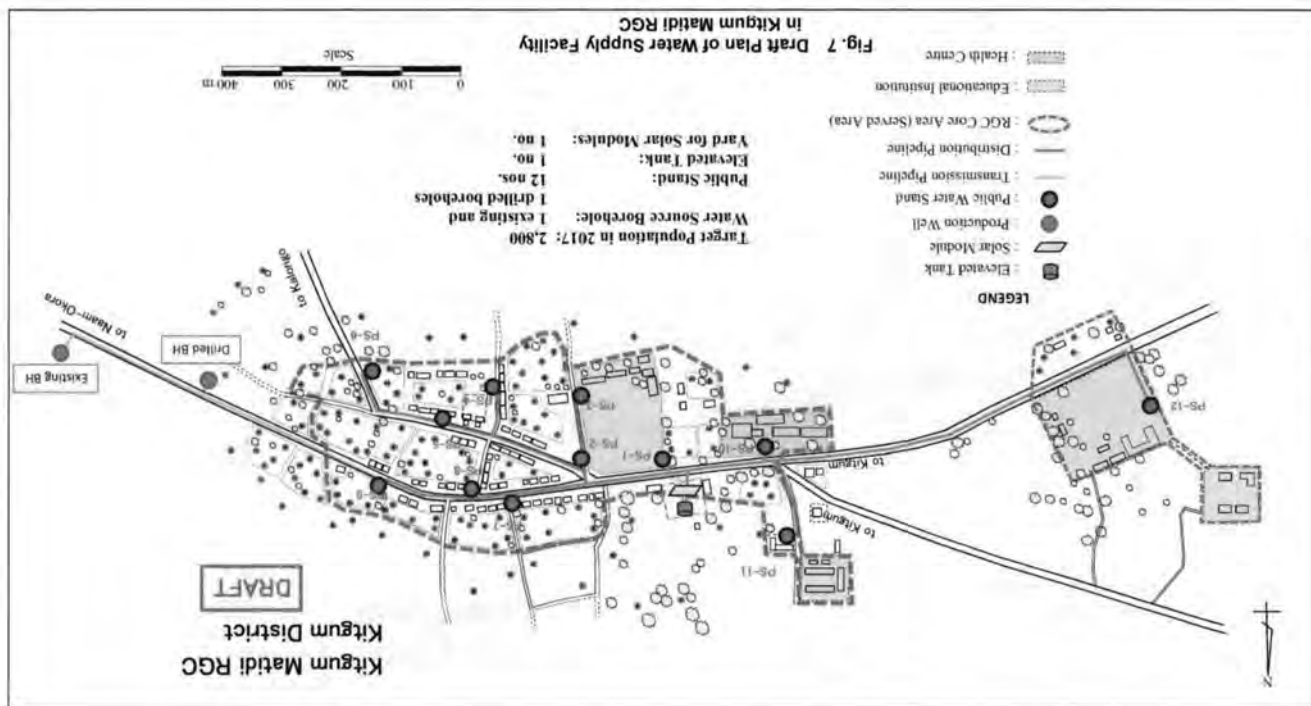 N
Kitgum Matidi RGC
Kitgum District
DRAFT
PS-11
to Kitgum
to Kitgum
PS-12
PS-10
PS-1
PS-2
PS-3
PS-6
Existing BH
Drilled BH
to Naam-Okora
to Kalongo
LEGEND
: Elevated Tank
: Solar Module
: Production Well
: Public Water Stand
: Transmission Pipeline
: Distribution Pipeline
: RGC Core Area (Served Area)
: Educational Institution
: Health Centre
Target Population in 2017: 2,800
Water Source Borehole: 1 existing and
1 drilled boreholes
Public Stand: 12 nos.
Elevated Tank: 1 no.
Yard for Solar Modules: 1 no.
0 100 200 300 400 m
Scale
Fig. 7 Draft Plan of Water Supply Facility
in Kitgum Matidi RGC